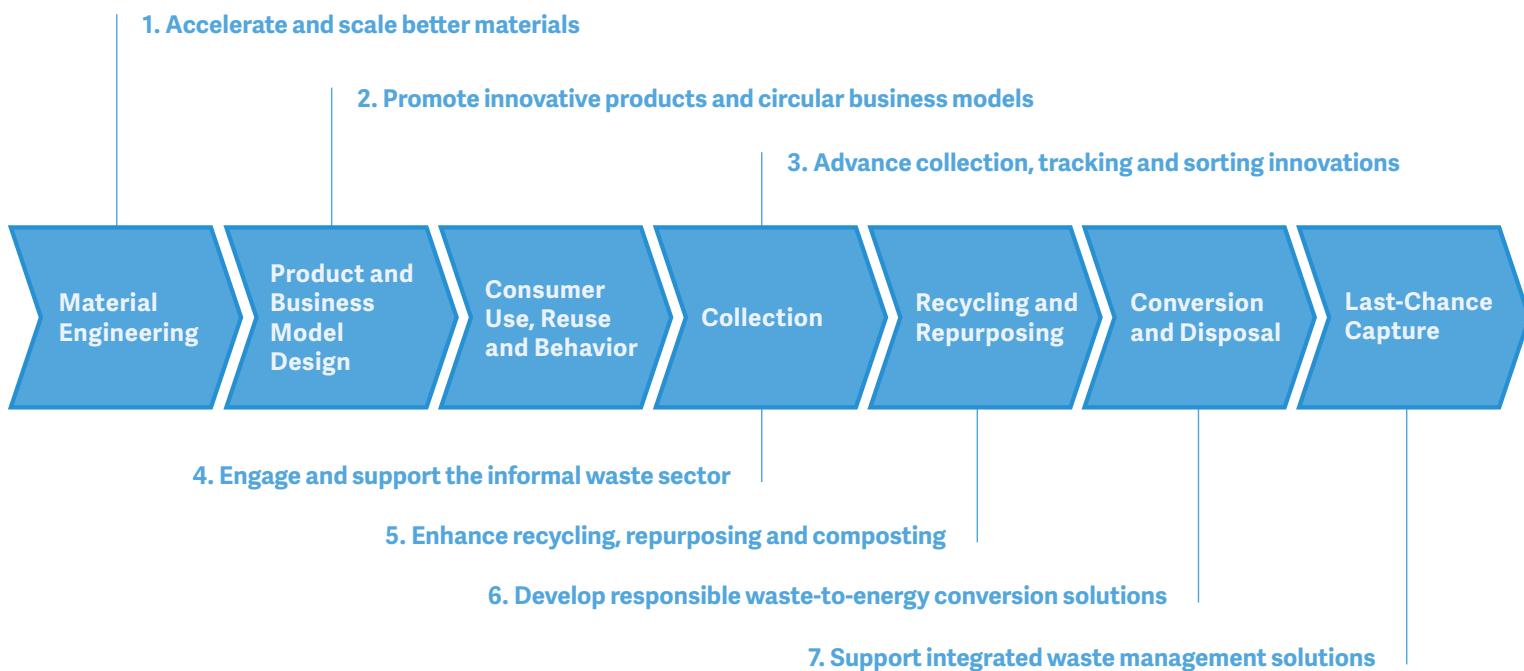 1. Accelerate and scale better materials
2. Promote innovative products and circular business models
3. Advance collection, tracking and sorting innovations
Material
Engineering
Product and
Business
Model
Design
Consumer
Use, Reuse
and Behavior
Collection
Recycling and
Repurposing
Conversion
and Disposal
Last-Chance
Capture
4. Engage and support the informal waste sector
5. Enhance recycling, repurposing and composting
6. Develop responsible waste-to-energy conversion solutions
7. Support integrated waste management solutions